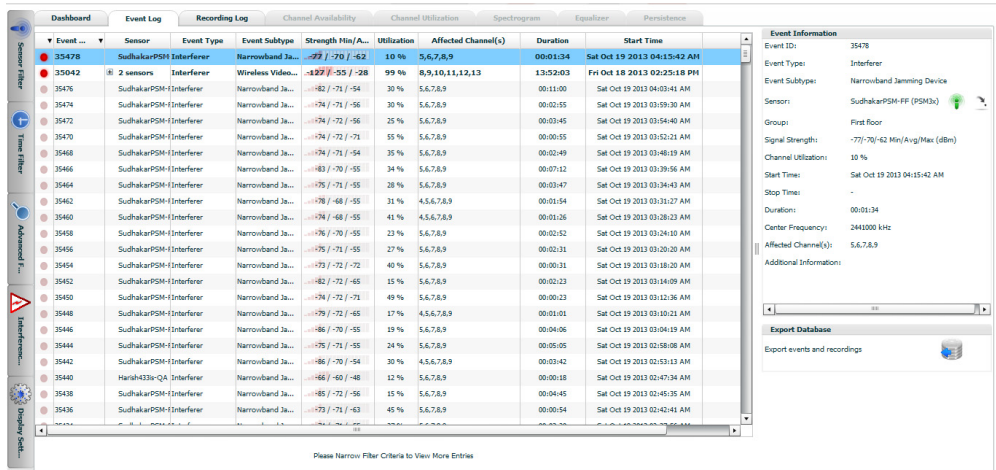 Dashboard Event Log Recording Log Channel Availability Channel Utilization Spectrogram Equalizer Persistence
Sensor Filter
Time Filter
Advanced F...
Interferenc...
Display Sett...
Event ... Sensor Event Type Event Subtype Strength Min/A... Utilization Affected Channel(s) Duration Start Time
35478 SudhakarPSM Interferer Narrowband Ja... -77 / -70 / -62 10 % 5,6,7,8,9 00:01:34 Sat Oct 19 2013 04:15:42 AM
35042 2 sensors Interferer Wireless Video... -127 / -55 / -28 99 % 8,9,10,11,12,13 13:52:03 Fri Oct 18 2013 02:25:18 PM
35476 SudhakarPSM-F Interferer Narrowband Ja... -82 / -71 / -54 30 % 5,6,7,8,9 00:11:00 Sat Oct 19 2013 04:03:41 AM
35474 SudhakarPSM-F Interferer Narrowband Ja... -74 / -71 / -56 30 % 5,6,7,8,9 00:02:55 Sat Oct 19 2013 03:59:30 AM
35472 SudhakarPSM-F Interferer Narrowband Ja... -74 / -72 / -56 25 % 5,6,7,8,9 00:03:45 Sat Oct 19 2013 03:54:40 AM
35470 SudhakarPSM-F Interferer Narrowband Ja... -74 / -72 / -71 55 % 5,6,7,8,9 00:00:55 Sat Oct 19 2013 03:52:21 AM
35468 SudhakarPSM-F Interferer Narrowband Ja... -74 / -71 / -54 35 % 5,6,7,8,9 00:02:49 Sat Oct 19 2013 03:48:19 AM
35466 SudhakarPSM-F Interferer Narrowband Ja... -83 / -70 / -55 34 % 5,6,7,8,9 00:07:12 Sat Oct 19 2013 03:39:56 AM
35464 SudhakarPSM-F Interferer Narrowband Ja... -75 / -71 / -55 28 % 5,6,7,8,9 00:03:47 Sat Oct 19 2013 03:34:43 AM
35462 SudhakarPSM-F Interferer Narrowband Ja... -78 / -68 / -55 31 % 4,5,6,7,8,9 00:01:54 Sat Oct 19 2013 03:31:27 AM
35460 SudhakarPSM-F Interferer Narrowband Ja... -74 / -68 / -55 41 % 4,5,6,7,8,9 00:01:26 Sat Oct 19 2013 03:28:23 AM
35458 SudhakarPSM-F Interferer Narrowband Ja... -76 / -70 / -55 23 % 5,6,7,8,9 00:02:52 Sat Oct 19 2013 03:24:10 AM
35456 SudhakarPSM-F Interferer Narrowband Ja... -75 / -71 / -55 27 % 5,6,7,8,9 00:02:31 Sat Oct 19 2013 03:20:20 AM
35454 SudhakarPSM-F Interferer Narrowband Ja... -73 / -72 / -72 40 % 5,6,7,8,9 00:00:31 Sat Oct 19 2013 03:18:20 AM
35452 SudhakarPSM-F Interferer Narrowband Ja... -82 / -72 / -65 15 % 5,6,7,8,9 00:02:23 Sat Oct 19 2013 03:14:09 AM
35450 SudhakarPSM-F Interferer Narrowband Ja... -74 / -72 / -71 49 % 5,6,7,8,9 00:00:23 Sat Oct 19 2013 03:12:36 AM
35448 SudhakarPSM-F Interferer Narrowband Ja... -79 / -72 / -65 17 % 4,5,6,7,8,9 00:01:01 Sat Oct 19 2013 03:10:21 AM
35446 SudhakarPSM-F Interferer Narrowband Ja... -86 / -70 / -55 19 % 5,6,7,8,9 00:04:06 Sat Oct 19 2013 03:04:19 AM
35444 SudhakarPSM-F Interferer Narrowband Ja... -75 / -71 / -55 24 % 5,6,7,8,9 00:05:05 Sat Oct 19 2013 02:58:08 AM
35442 SudhakarPSM-F Interferer Narrowband Ja... -86 / -70 / -54 30 % 4,5,6,7,8,9 00:03:42 Sat Oct 19 2013 02:53:13 AM
35440 Harish433is-QA Interferer Narrowband Ja... -66 / -60 / -48 12 % 5,6,7,8,9 00:00:18 Sat Oct 19 2013 02:47:34 AM
35438 SudhakarPSM-F Interferer Narrowband Ja... -85 / -72 / -56 15 % 5,6,7,8,9 00:04:45 Sat Oct 19 2013 02:45:35 AM
35436 SudhakarPSM-F Interferer Narrowband Ja... -73 / -71 / -63 45 % 5,6,7,8,9 00:00:54 Sat Oct 19 2013 02:42:41 AM
Please Narrow Filter Criteria to View More Entries
Event Information
Event ID: 35478
Event Type: Interferer
Event Subtype: Narrowband Jamming Device
Sensor: SudhakarPSM-FF (PSM3x)
Group: First floor
Signal Strength: -77/-70/-62 Min/Avg/Max (dBm)
Channel Utilization: 10 %
Start Time: Sat Oct 19 2013 04:15:42 AM
Stop Time: -
Duration: 00:01:34
Center Frequency: 2441000 kHz
Affected Channel(s): 5,6,7,8,9
Additional Information:
Export Database
Export events and recordings